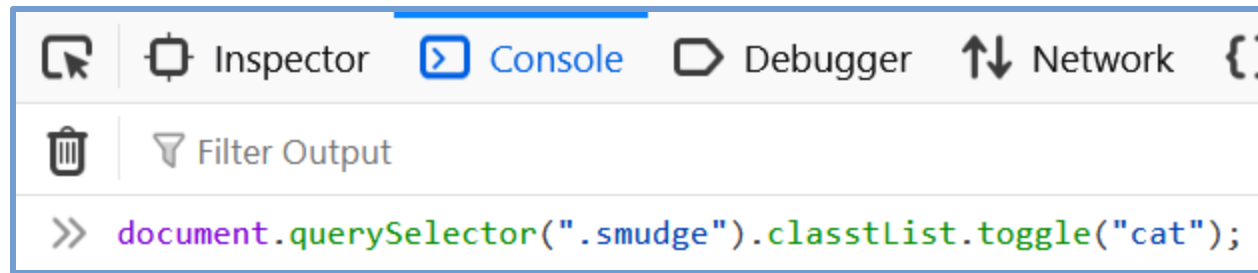 Inspector Console Debugger Network {}
Filter Output
>> document.querySelector(".smudge").classtList.toggle("cat");